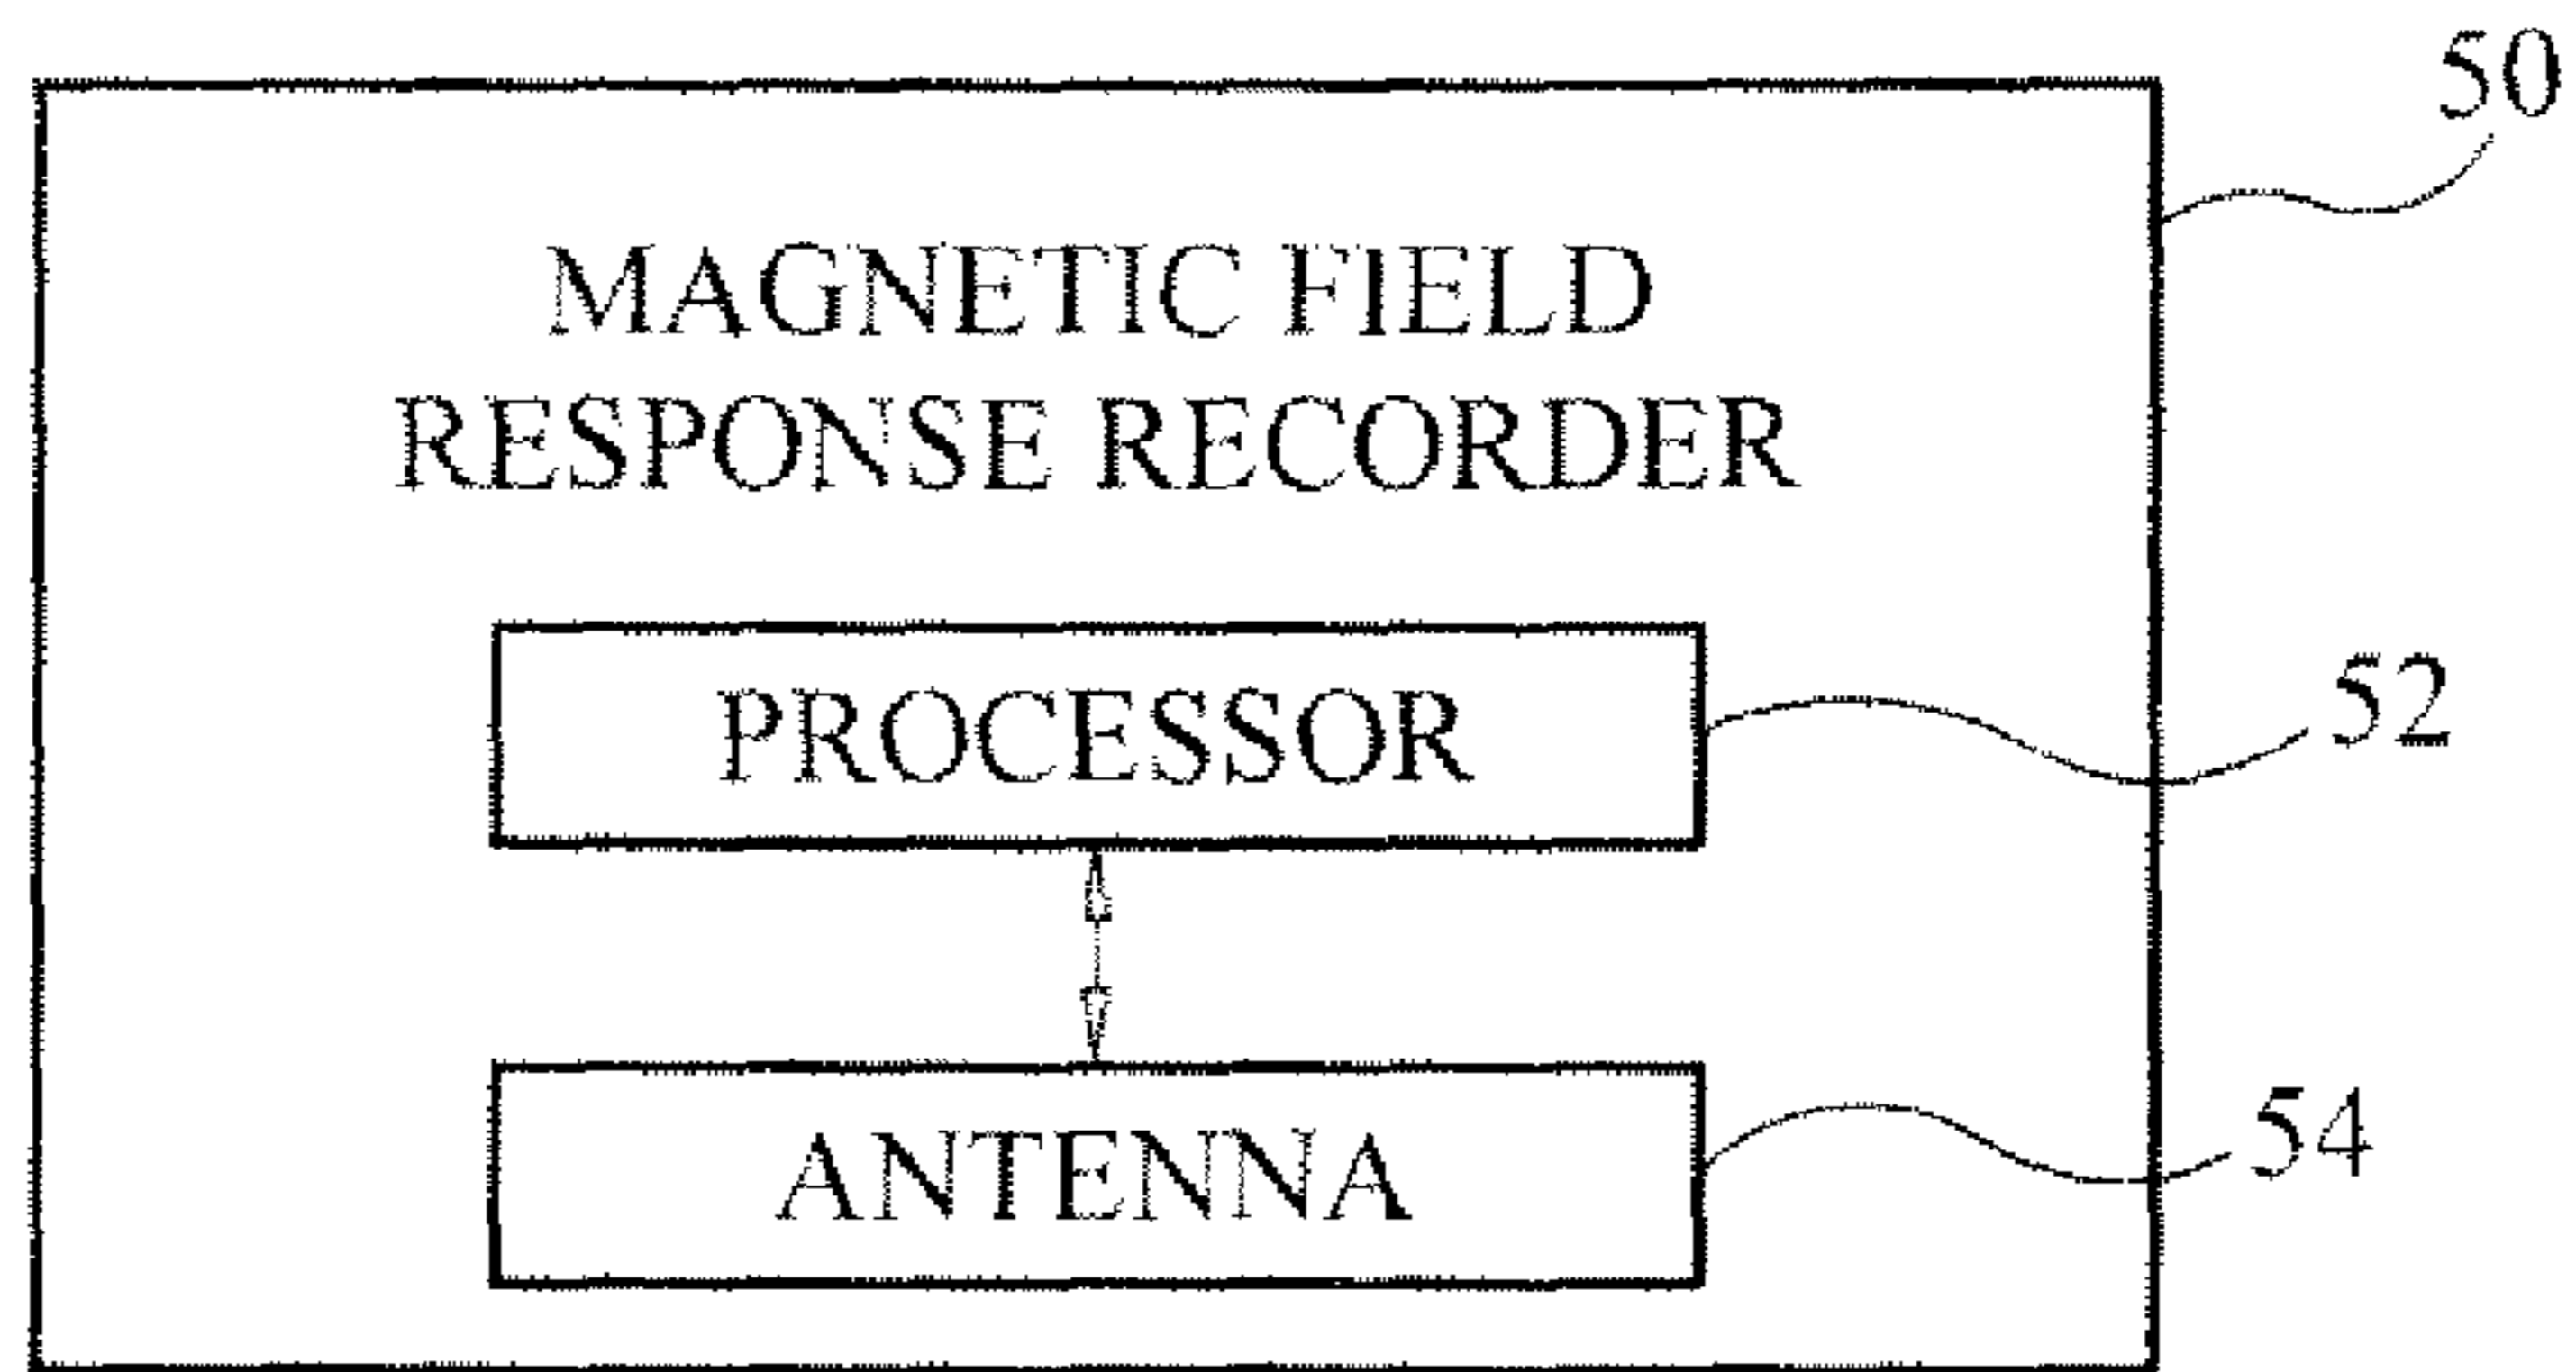 50
MAGNETIC FIELD
RESPONSE RECORDER
PROCESSOR
52
ANTENNA
54